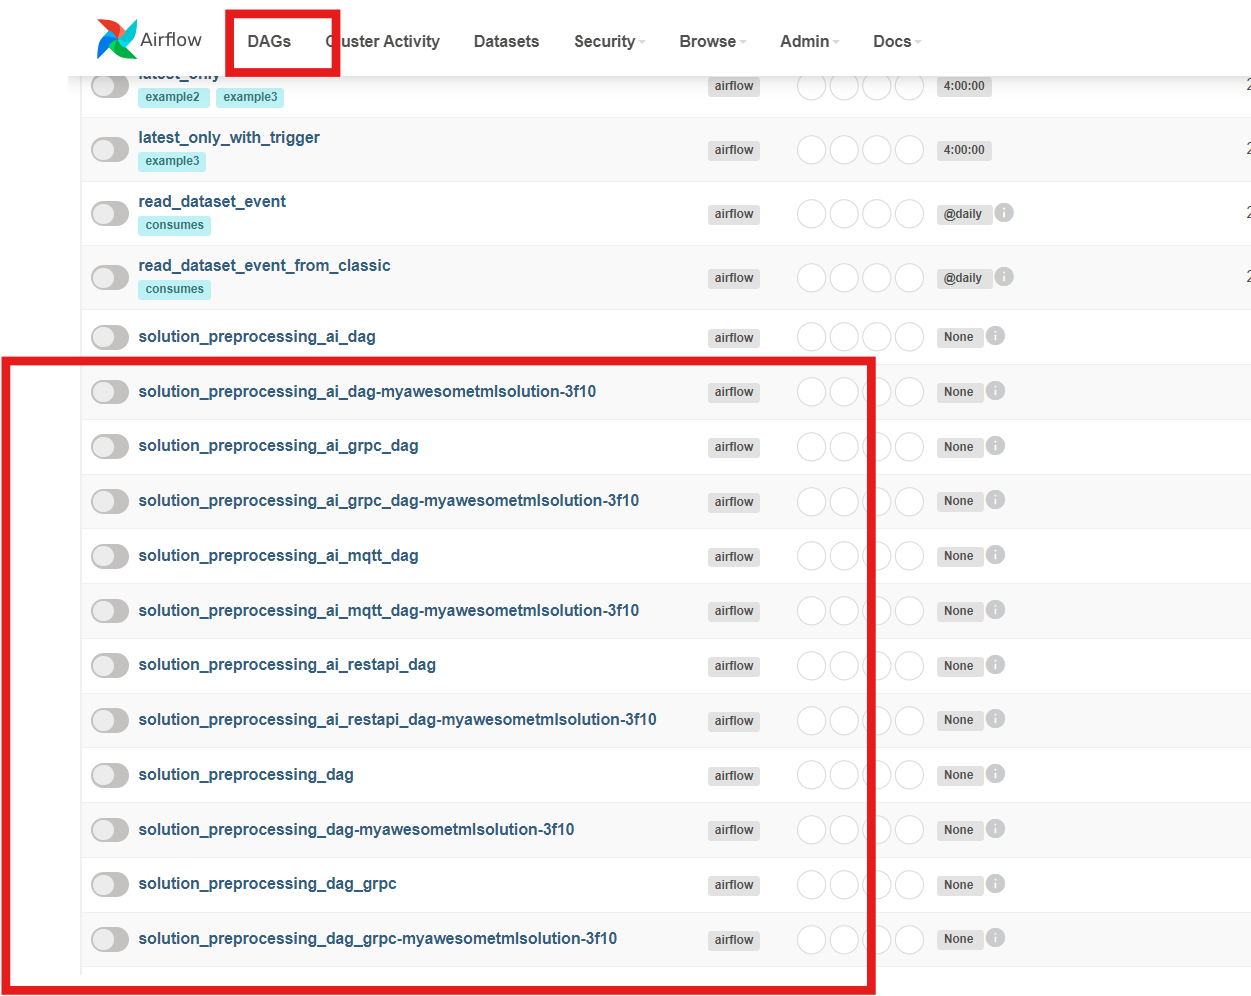 Airflow DAGs Cluster Activity Datasets Security Browse Admin Docs
latest_only airflow 4:00:00
example2 example3
latest_only_with_trigger airflow 4:00:00
example3
read_dataset_event airflow @daily
consumes
read_dataset_event_from_classic airflow @daily
consumes
solution_preprocessing_ai_dag airflow None
solution_preprocessing_ai_dag-myawesometmlsolution-3f10 airflow None
solution_preprocessing_ai_grpc_dag airflow None
solution_preprocessing_ai_grpc_dag-myawesometmlsolution-3f10 airflow None
solution_preprocessing_ai_mqtt_dag airflow None
solution_preprocessing_ai_mqtt_dag-myawesometmlsolution-3f10 airflow None
solution_preprocessing_ai_restapi_dag airflow None
solution_preprocessing_ai_restapi_dag-myawesometmlsolution-3f10 airflow None
solution_preprocessing_dag airflow None
solution_preprocessing_dag-myawesometmlsolution-3f10 airflow None
solution_preprocessing_dag_grpc airflow None
solution_preprocessing_dag_grpc-myawesometmlsolution-3f10 airflow None